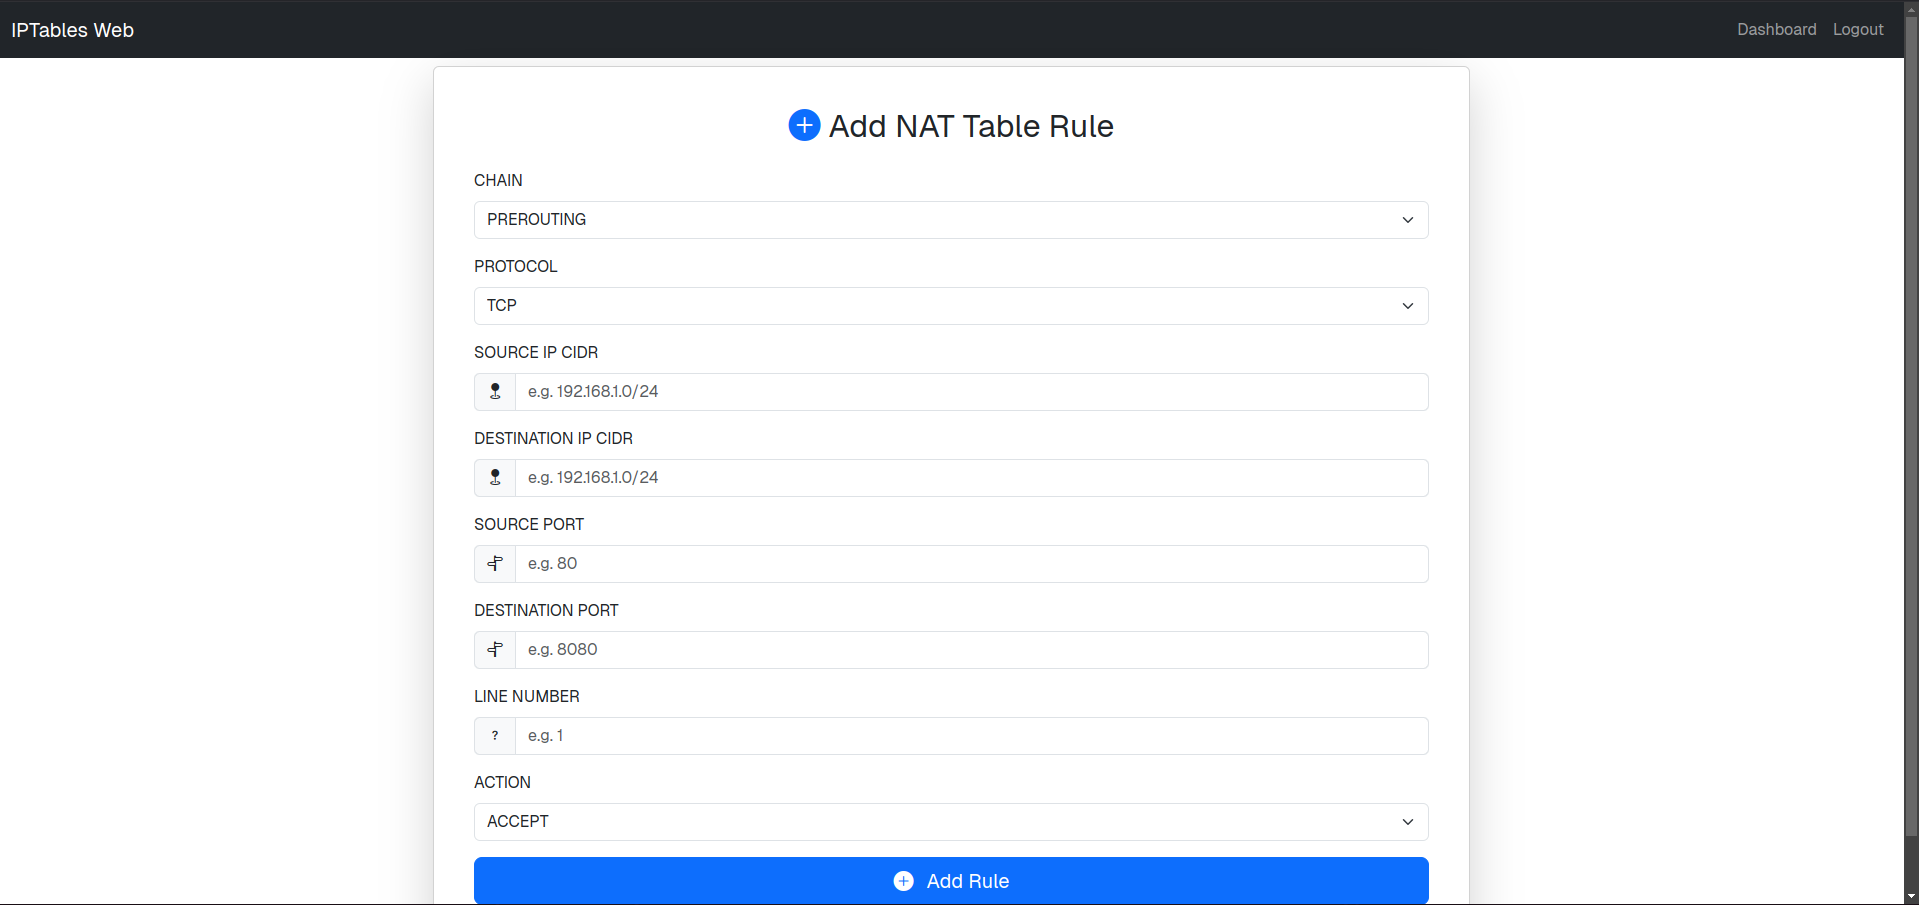 IPTables Web
Dashboard Logout
Add NAT Table Rule
CHAIN
PREROUTING
PROTOCOL
TCP
SOURCE IP CIDR
e.g. 192.168.1.0/24
DESTINATION IP CIDR
e.g. 192.168.1.0/24
SOURCE PORT
e.g. 80
DESTINATION PORT
e.g. 8080
LINE NUMBER
? e.g. 1
ACTION
ACCEPT
Add Rule